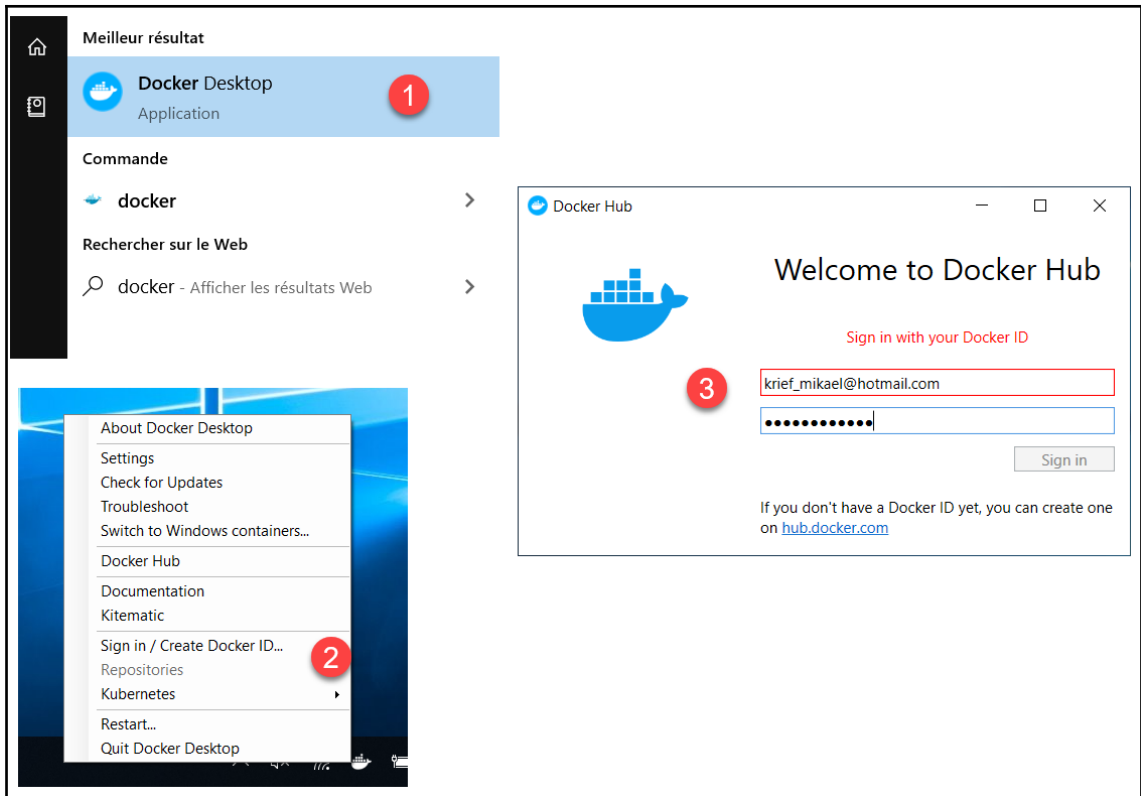 Meilleur résultat
Docker Desktop
Application
1
Commande
docker
Rechercher sur le Web
docker - Afficher les résultats Web
About Docker Desktop
Settings
Check for Updates
Troubleshoot
Switch to Windows containers...
Docker Hub
Documentation
Kitematic
Sign in / Create Docker ID...
2
Repositories
Kubernetes
Restart...
Quit Docker Desktop
Docker Hub
Welcome to Docker Hub
Sign in with your Docker ID
3
krief_mikael@hotmail.com
●●●●●●●●●●●●
Sign in
If you don't have a Docker ID yet, you can create one
on hub.docker.com